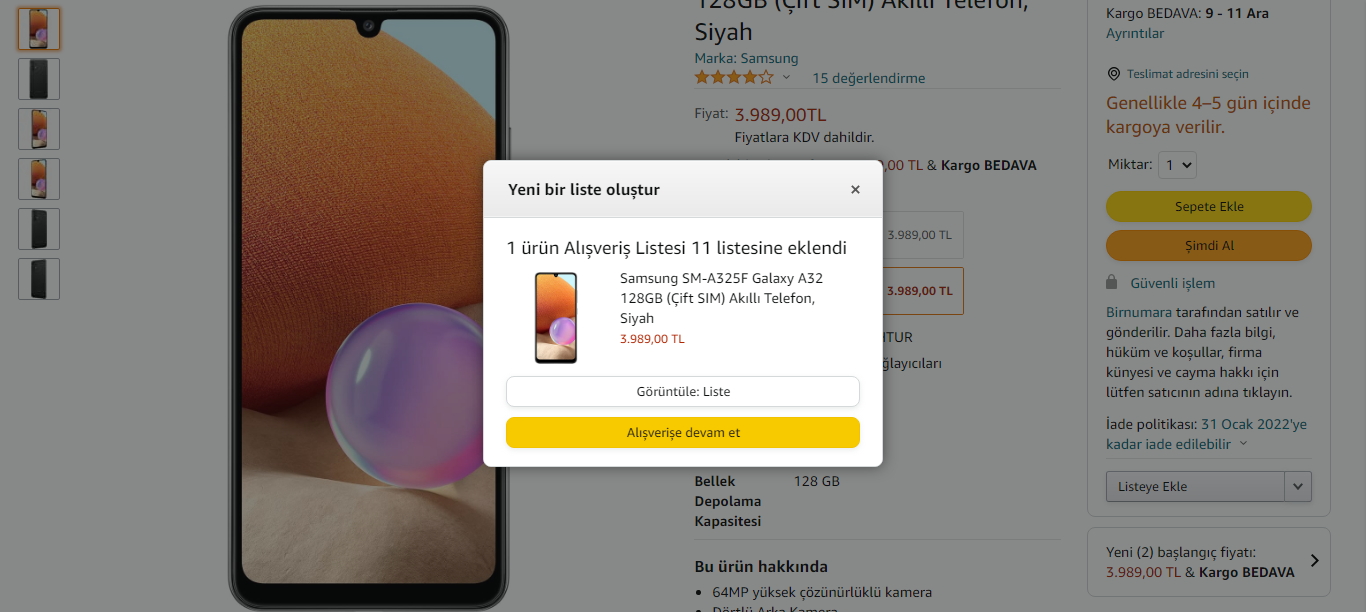 128GB (Çift SIM) Akıllı Telefon,
Siyah
Marka: Samsung
15 değerlendirme
Fiyat: 3.989,00TL
Fiyatlara KDV dahildir.
,00 TL & Kargo BEDAVA
3.989,00 TL
3.989,00 TL
Yeni bir liste oluştur
×
1 ürün Alışveriş Listesi 11 listesine eklendi
Samsung SM-A325F Galaxy A32
128GB (Çift SIM) Akıllı Telefon,
Siyah
3.989,00 TL
Görüntüle: Liste
Alışverişe devam et
Bellek 128 GB
Depolama
Kapasitesi
Bu ürün hakkında
• 64MP yüksek çözünürlüklü kamera
• Dörtlü Arka Kamera
Kargo BEDAVA: 9 - 11 Ara
Ayrıntılar
Teslimat adresini seçin
Genellikle 4–5 gün içinde
kargoya verilir.
Miktar: 1
Sepete Ekle
Şimdi Al
Güvenli işlem
Birnumara tarafından satılır ve
gönderilir. Daha fazla bilgi,
hüküm ve koşullar, firma
künyesi ve cayma hakkı için
lütfen satıcının adına tıklayın.
İade politikası: 31 Ocak 2022'ye
kadar iade edilebilir
Listeye Ekle
Yeni (2) başlangıç fiyatı:
3.989,00 TL & Kargo BEDAVA